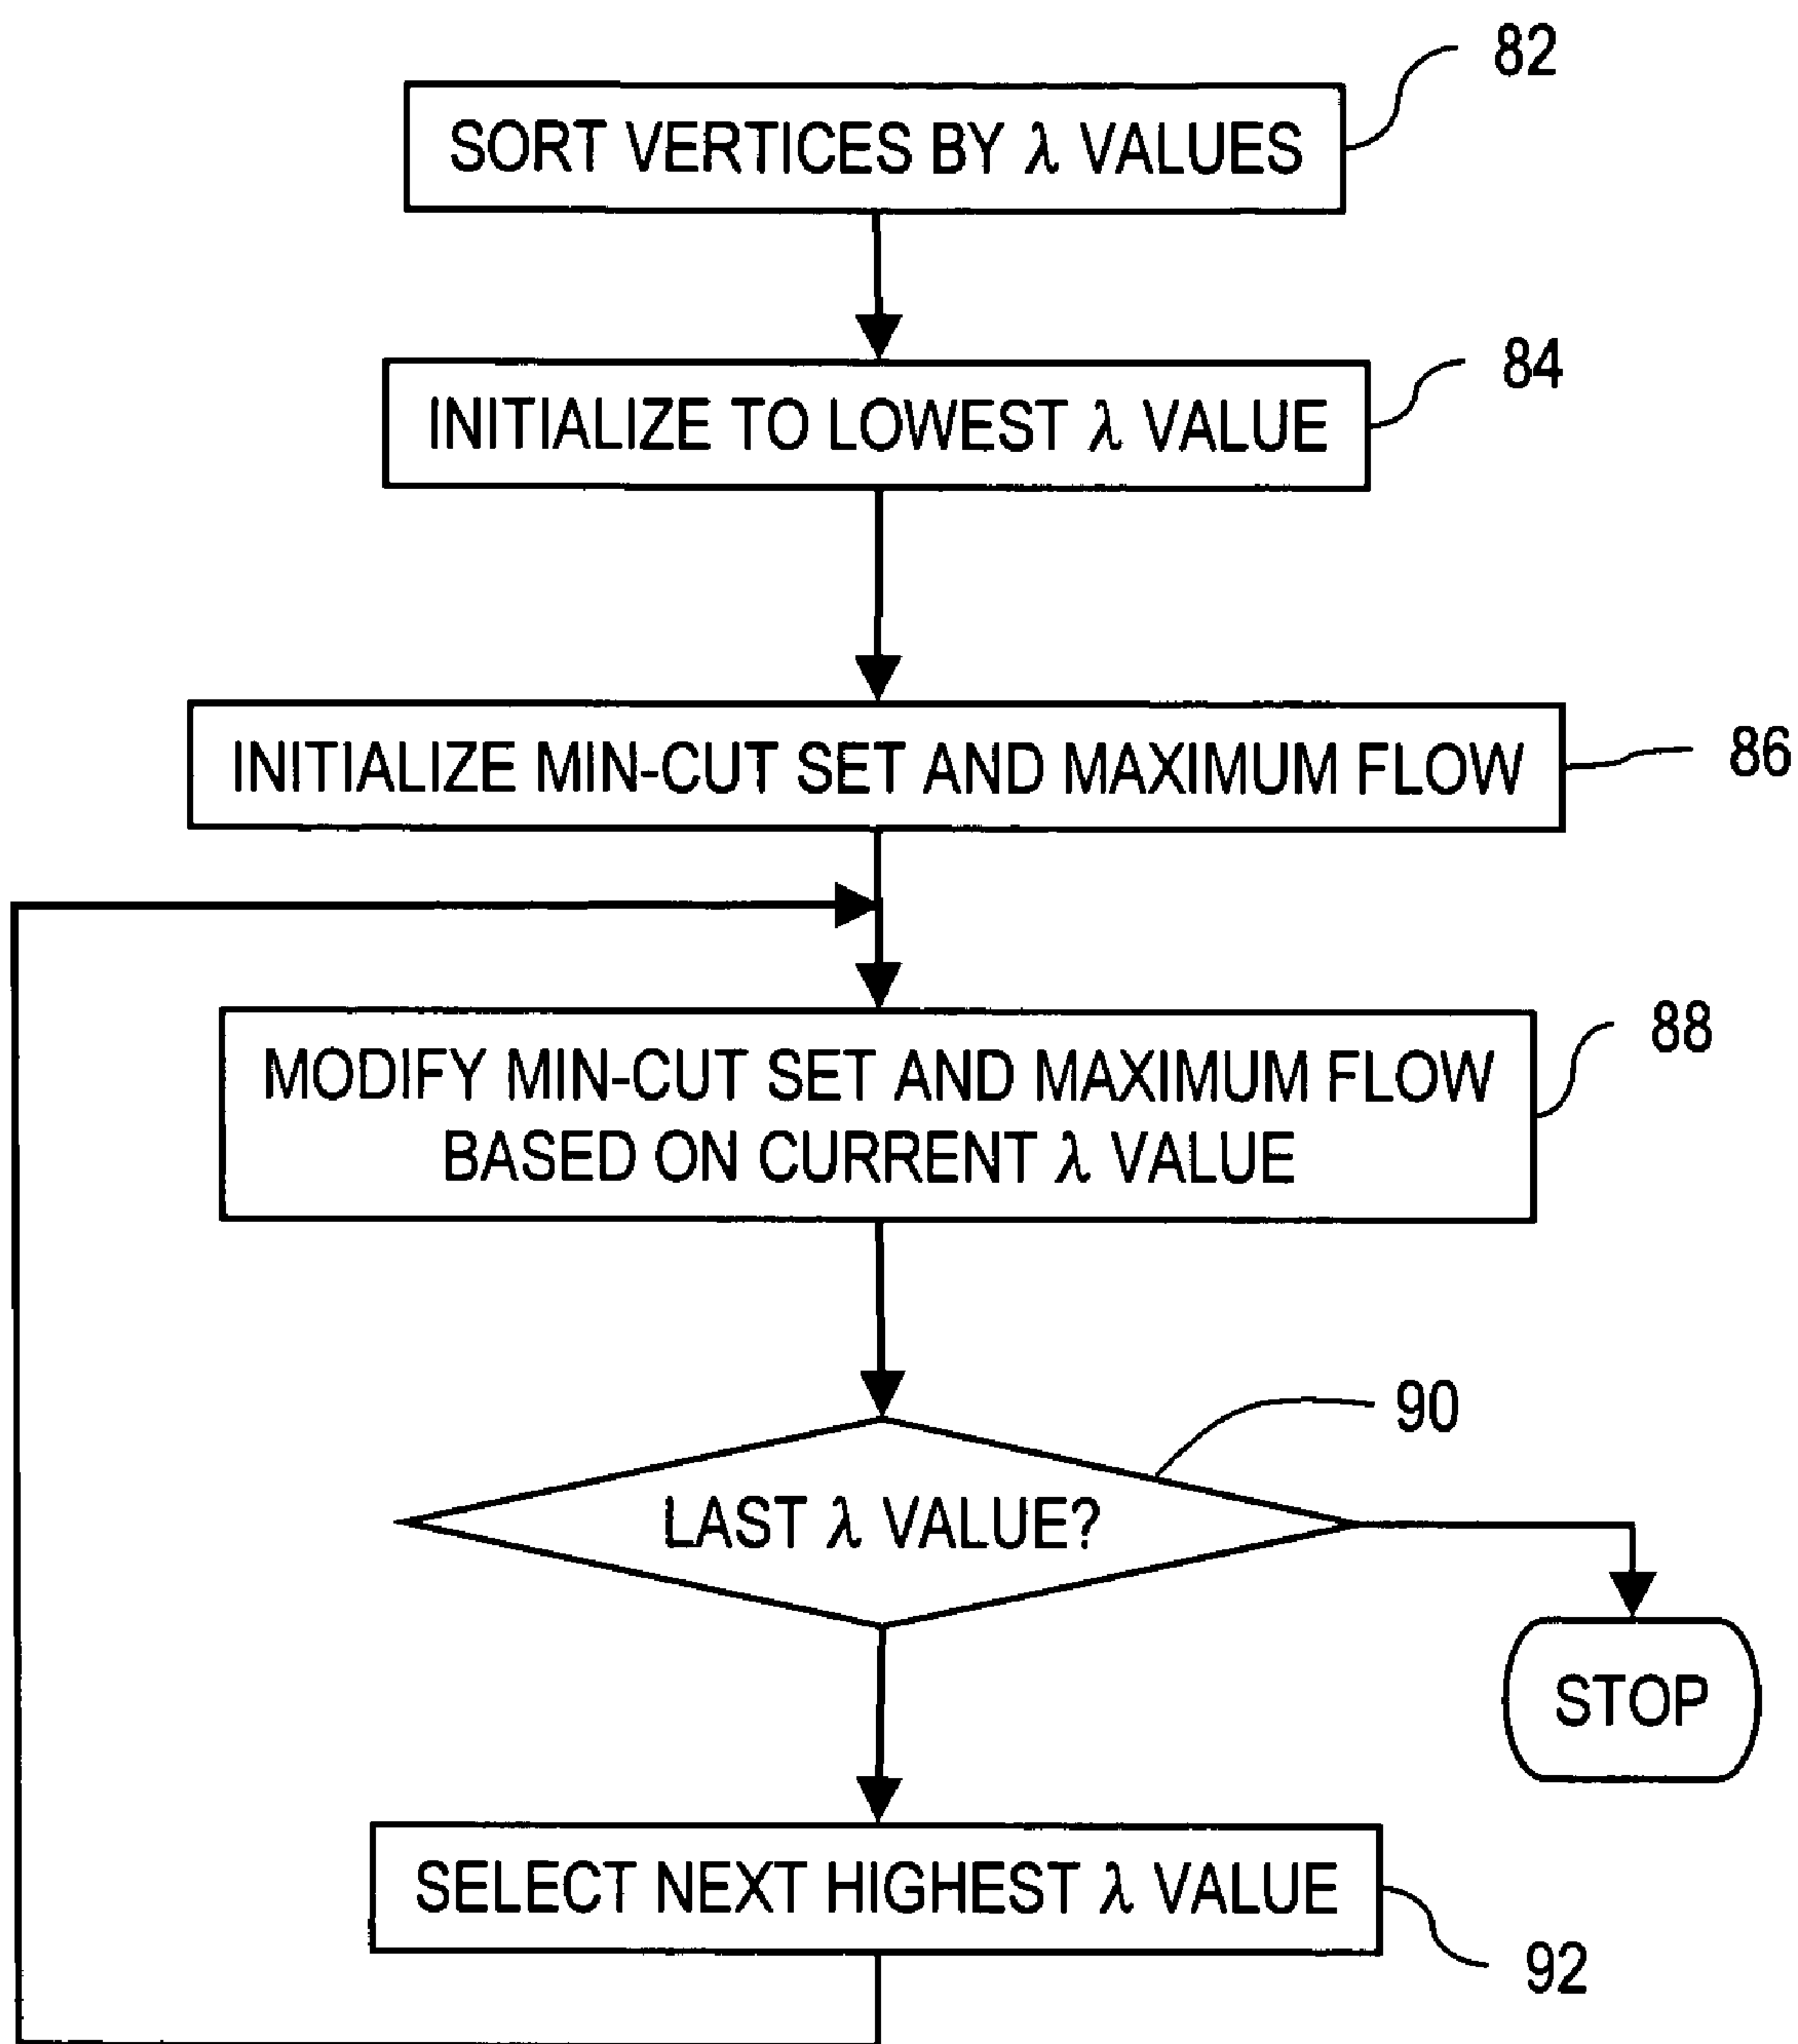 82
SORT VERTICES BY λ VALUES
84
INITIALIZE TO LOWEST λ VALUE
INITIALIZE MIN-CUT SET AND MAXIMUM FLOW
86
88
MODIFY MIN-CUT SET AND MAXIMUM FLOW
BASED ON CURRENT λ VALUE
90
LAST λ VALUE?
STOP
SELECT NEXT HIGHEST λ VALUE
92